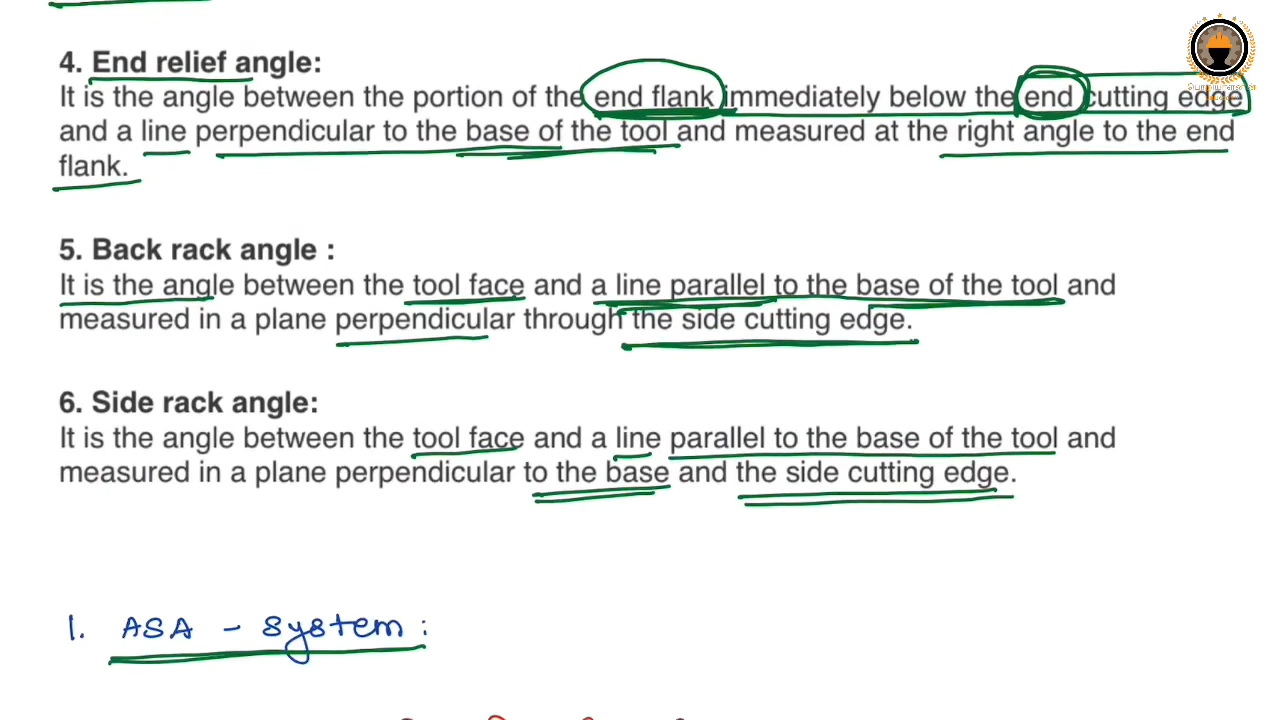 4. End relief angle:
It is the angle between the portion of the end flank immediately below the end cutting edge
and a line perpendicular to the base of the tool and measured at the right angle to the end
flank.
5. Back rack angle :
It is the angle between the tool face and a line parallel to the base of the tool and
measured in a plane perpendicular through the side cutting edge.
6. Side rack angle:
It is the angle between the tool face and a line parallel to the base of the tool and
measured in a plane perpendicular to the base and the side cutting edge.
1. ASA - System: